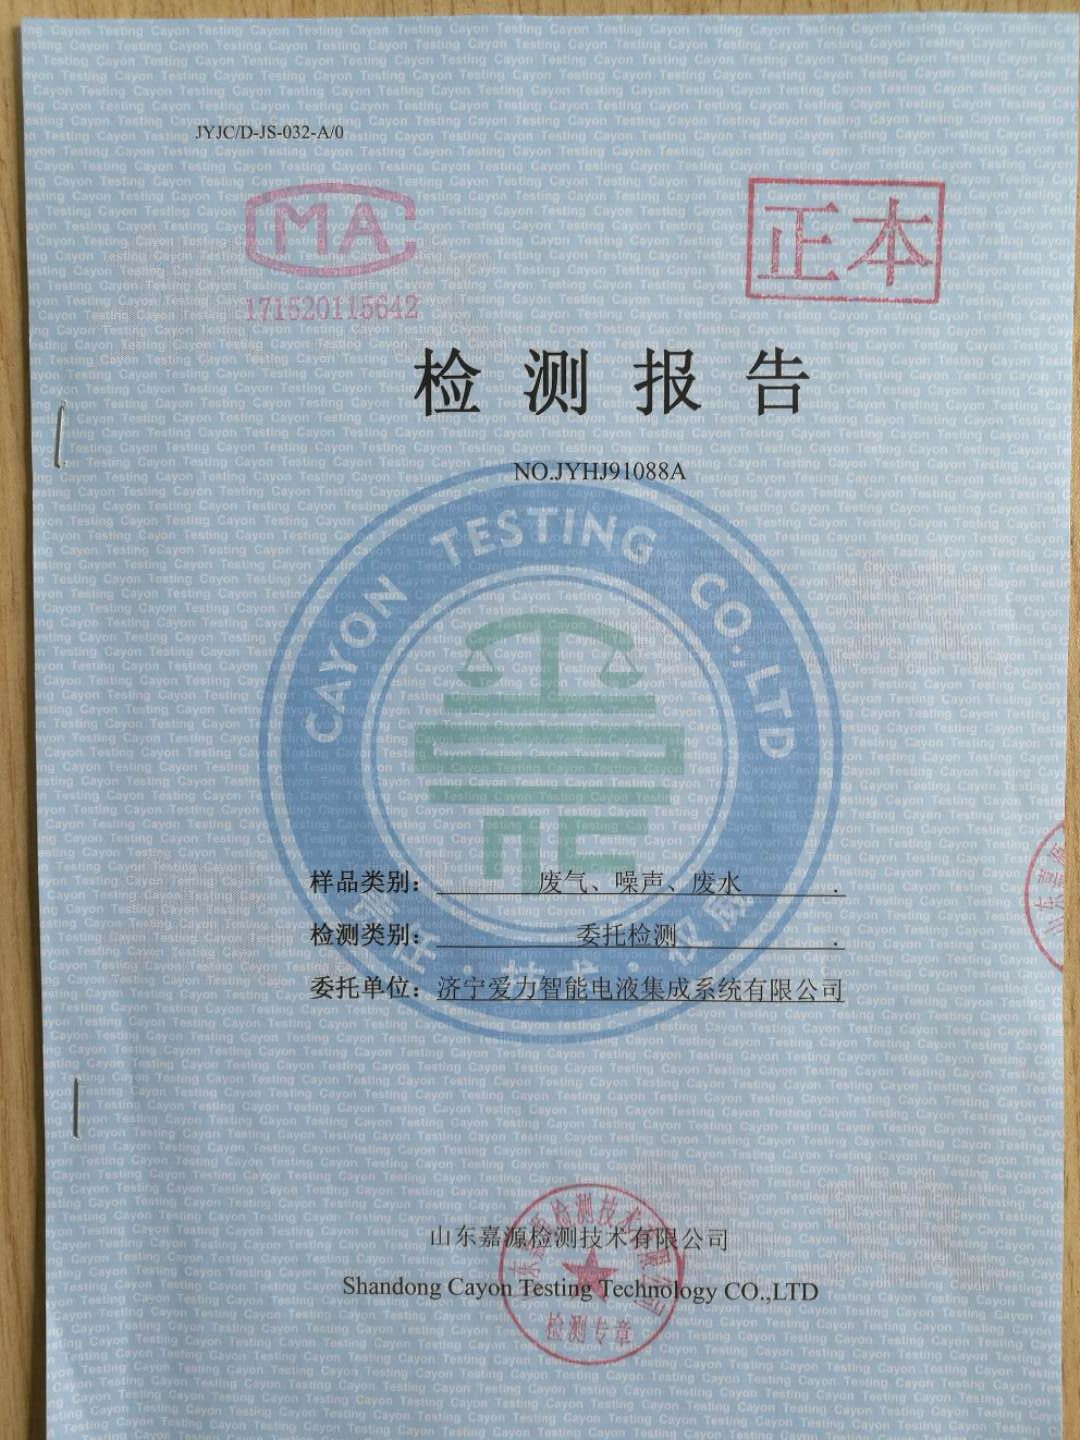 JYJC/D-JS-032-A/0
MA
171520115642
正本
检测报告
NO.JYHJ91088A
CAYON TESTING CO.,LTD
样品类别：废气、噪声、废水.
检测类别：委托检测.
委托单位：济宁爱力智能电液集成系统有限公司
山东嘉源检测技术有限公司
Shandong Cayon Testing Technology CO.,LTD
检测专章